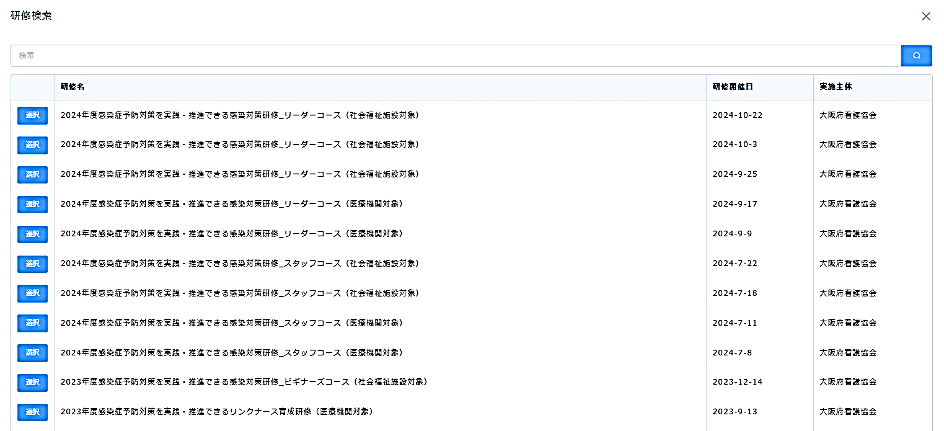 研修検索
検索
研修名 研修開催日 実施主体
選択 2024年度感染症予防対策を実践・推進できる感染対策研修_リーダーコース（社会福祉施設対象） 2024-10-22 大阪府看護協会
選択 2024年度感染症予防対策を実践・推進できる感染対策研修_リーダーコース（社会福祉施設対象） 2024-10-3 大阪府看護協会
選択 2024年度感染症予防対策を実践・推進できる感染対策研修_リーダーコース（社会福祉施設対象） 2024-9-25 大阪府看護協会
選択 2024年度感染症予防対策を実践・推進できる感染対策研修_リーダーコース（医療機関対象） 2024-9-17 大阪府看護協会
選択 2024年度感染症予防対策を実践・推進できる感染対策研修_リーダーコース（医療機関対象） 2024-9-9 大阪府看護協会
選択 2024年度感染症予防対策を実践・推進できる感染対策研修_スタッフコース（社会福祉施設対象） 2024-7-22 大阪府看護協会
選択 2024年度感染症予防対策を実践・推進できる感染対策研修_スタッフコース（社会福祉施設対象） 2024-7-18 大阪府看護協会
選択 2024年度感染症予防対策を実践・推進できる感染対策研修_スタッフコース（医療機関対象） 2024-7-11 大阪府看護協会
選択 2024年度感染症予防対策を実践・推進できる感染対策研修_スタッフコース（医療機関対象） 2024-7-8 大阪府看護協会
選択 2023年度感染症予防対策を実践・推進できる感染対策研修_ビギナーズコース（社会福祉施設対象） 2023-12-14 大阪府看護協会
選択 2023年度感染症予防対策を実践・推進できるリンクナース育成研修（医療機関対象） 2023-9-13 大阪府看護協会